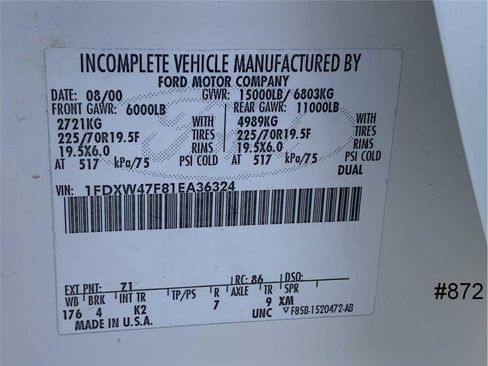 INCOMPLETE VEHICLE MANUFACTURED BY
FORD MOTOR COMPANY
DATE: 08/00 GVWR: 15000LB/ 6803KG
FRONT GAWR: 6000LB REAR GAWR: 11000LB
2721KG WITH 4989KG WITH
225/70R19.5F TIRES 225/70R19.5F TIRES
19.5X6.0 RIMS 19.5X6.0 RIMS
AT 517 kPa/75 PSI COLD AT 517 kPa/75 PSI COLD
DUAL
VIN: 1FDXW47F81EA36324
EXT PNT: 71 RC: 86 DSO:
WB BRK INT TR TP/PS R AXLE TR SPR
176 4 K2 7 9 XM
MADE IN U.S.A. UNC ▽ F85B-1520472-AB
#872